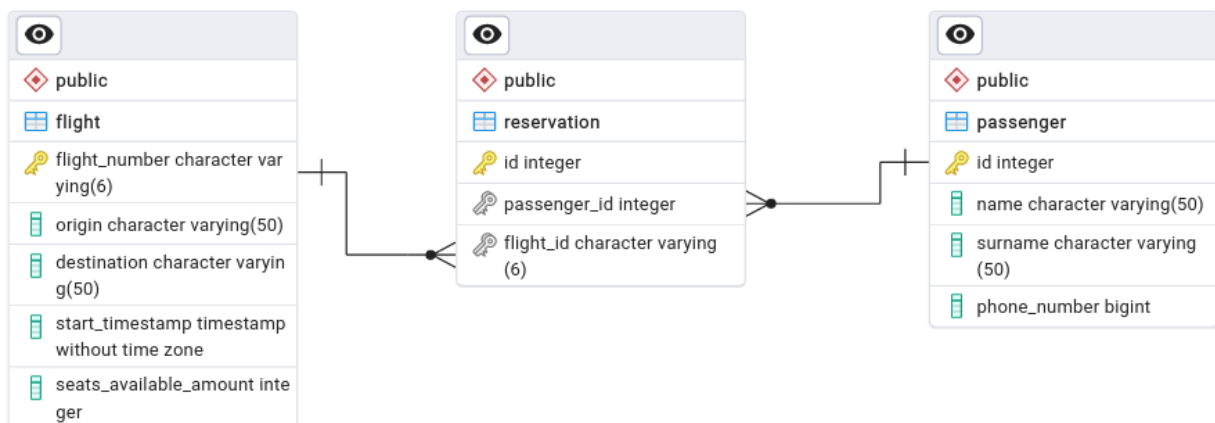 public
flight
flight_number character var
ying(6)
origin character varying(50)
destination character varyin
g(50)
start_timestamp timestamp
without time zone
seats_available_amount inte
ger
public
reservation
id integer
passenger_id integer
flight_id character varying
(6)
public
passenger
id integer
name character varying(50)
surname character varying
(50)
phone_number bigint